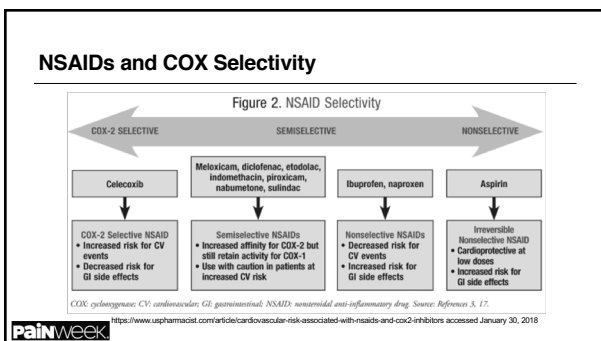 NSAIDs and COX Selectivity
Figure 2. NSAID Selectivity
COX-2 SELECTIVE
SEMISELECTIVE
NONSELECTIVE
Celecoxib
Meloxicam, diclofenac, etodolac,
indomethacin, piroxicam,
nabumetone, sulindac
Ibuprofen, naproxen
Aspirin
COX-2 Selective NSAID
• Increased risk for CV
events
• Decreased risk for
GI side effects
Semiselective NSAIDs
• Increased affinity for COX-2 but
still retain activity for COX-1
• Use with caution in patients at
increased CV risk
Nonselective NSAIDs
• Decreased risk for
CV events
• Increased risk for
GI side effects
Irreversible
Nonselective NSAID
• Cardioprotective at
low doses
• Increased risk for
GI side effects
COX: cyclooxygenase; CV: cardiovascular; GI: gastrointestinal; NSAID: nonsteroidal anti-inflammatory drug. Source: References 3, 17.
https://www.uspharmacist.com/article/cardiovascular-risk-associated-with-nsaids-and-cox2-inhibitors accessed January 30, 2018
PainWeek.